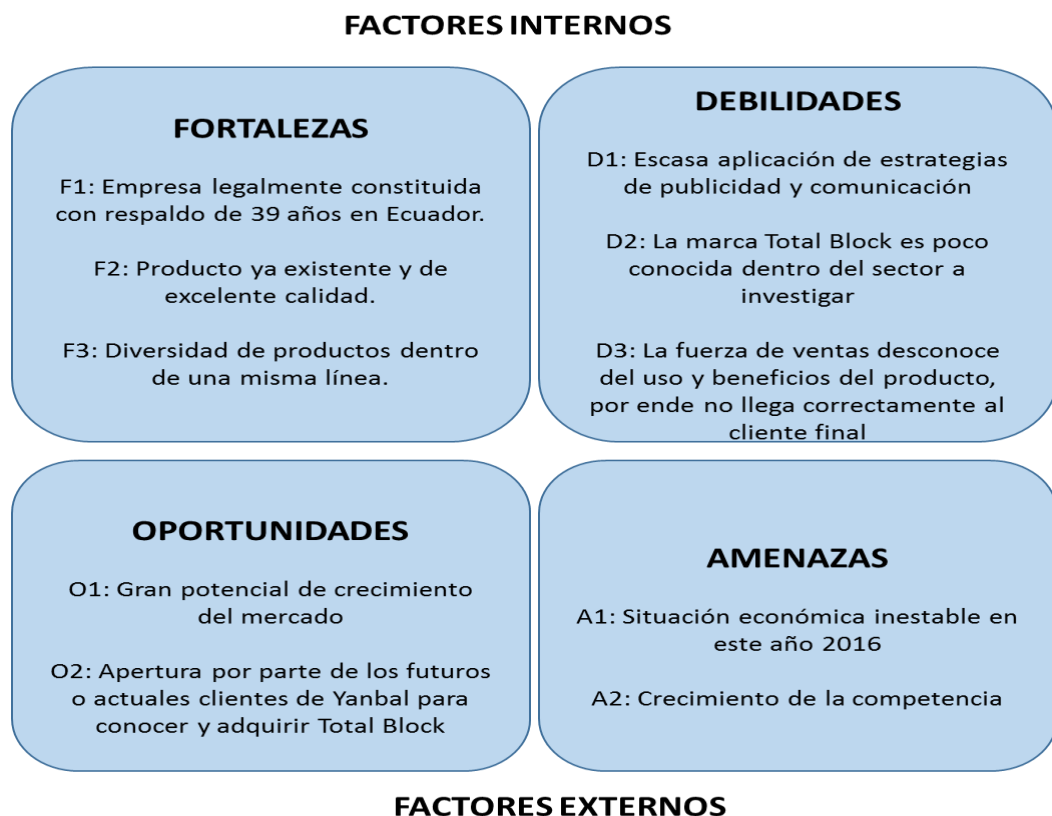 FACTORES INTERNOS
FORTALEZAS
F1: Empresa legalmente constituida
con respaldo de 39 años en Ecuador.
F2: Producto ya existente y de
excelente calidad.
F3: Diversidad de productos dentro
de una misma línea.
DEBILIDADES
D1: Escasa aplicación de estrategias
de publicidad y comunicación
D2: La marca Total Block es poco
conocida dentro del sector a
investigar
D3: La fuerza de ventas desconoce
del uso y beneficios del producto,
por ende no llega correctamente al
cliente final
OPORTUNIDADES
O1: Gran potencial de crecimiento
del mercado
O2: Apertura por parte de los futuros
o actuales clientes de Yanbal para
conocer y adquirir Total Block
AMENAZAS
A1: Situación económica inestable en
este año 2016
A2: Crecimiento de la competencia
FACTORES EXTERNOS